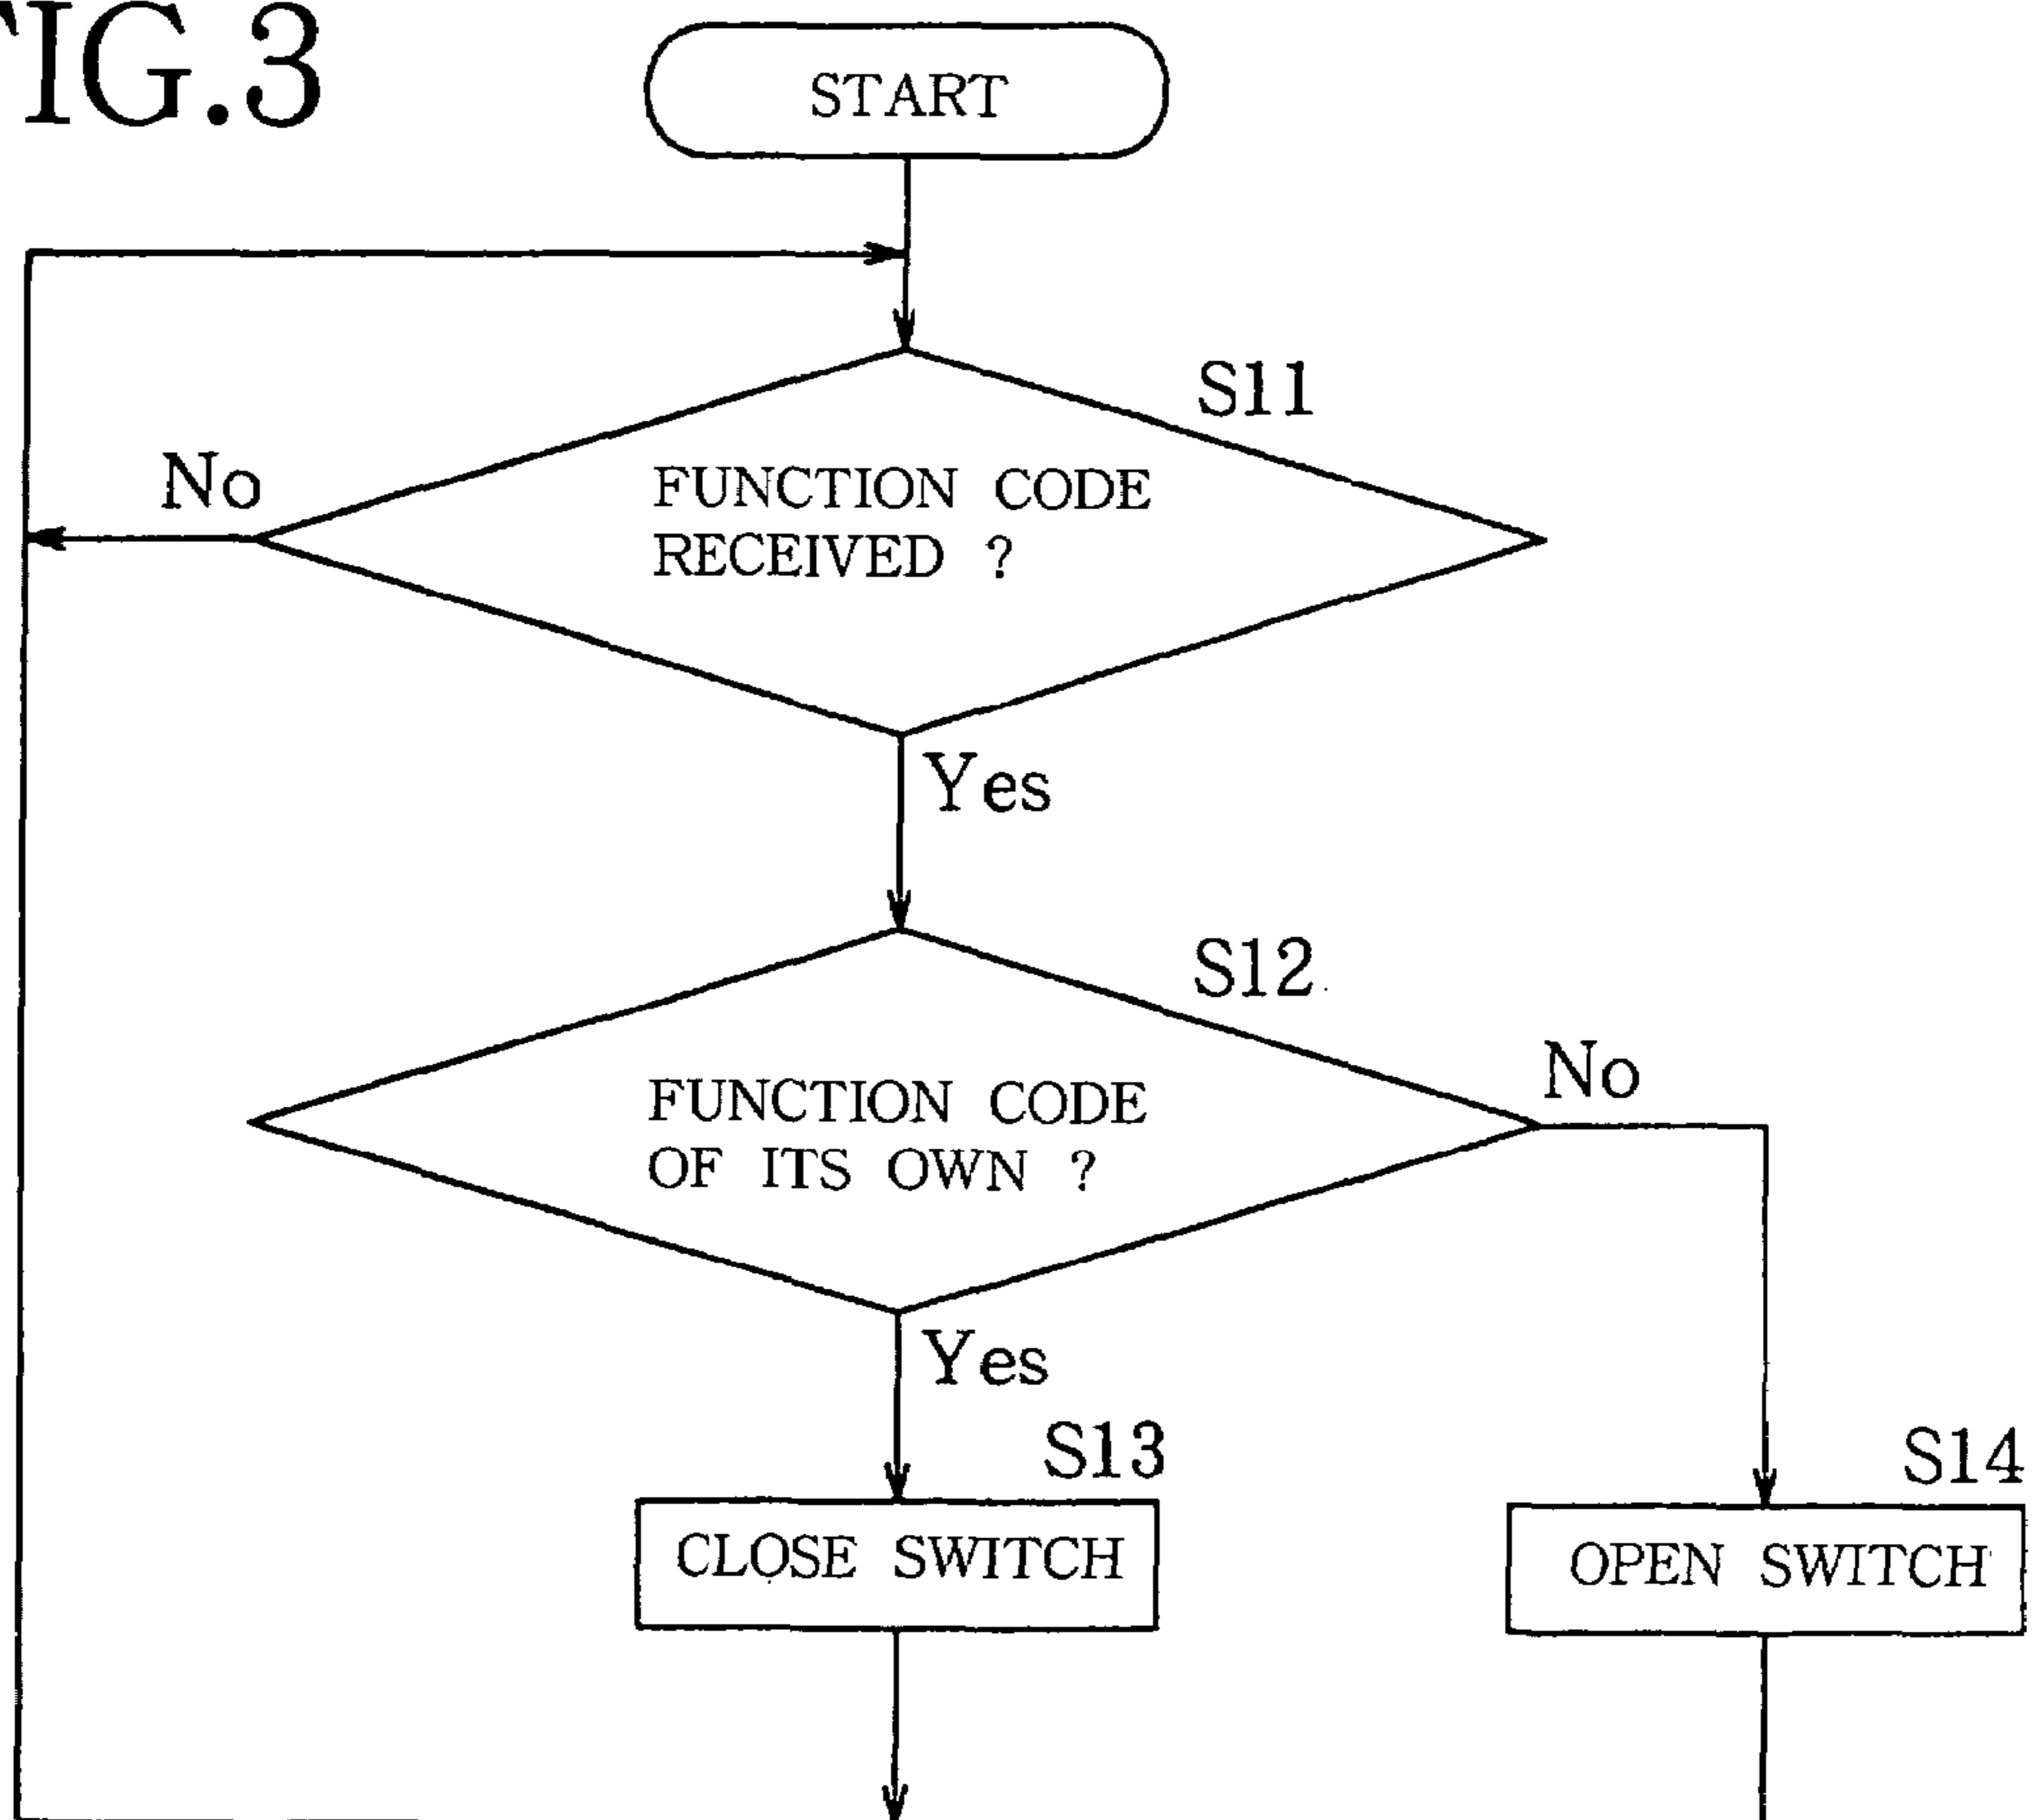 FIG.3
START
S11
No
FUNCTION CODE
RECEIVED ?
Yes
S12
No
FUNCTION CODE
OF ITS OWN ?
Yes
S13
S14
CLOSE SWITCH
OPEN SWITCH